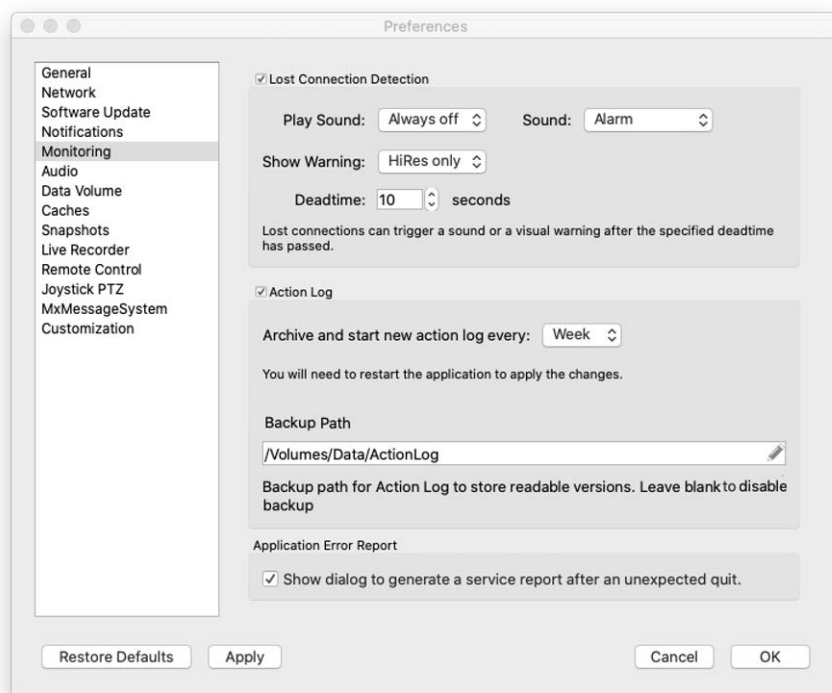 Preferences
General
Network
Software Update
Notifications
Monitoring
Audio
Data Volume
Caches
Snapshots
Live Recorder
Remote Control
Joystick PTZ
MxMessageSystem
Customization
Lost Connection Detection
Play Sound: Always off Sound: Alarm
Show Warning: HiRes only
Deadtime: 10 seconds
Lost connections can trigger a sound or a visual warning after the specified deadtime
has passed.
Action Log
Archive and start new action log every: Week
You will need to restart the application to apply the changes.
Backup Path
/Volumes/Data/ActionLog
Backup path for Action Log to store readable versions. Leave blank to disable
backup
Application Error Report
Show dialog to generate a service report after an unexpected quit.
Restore Defaults Apply Cancel OK